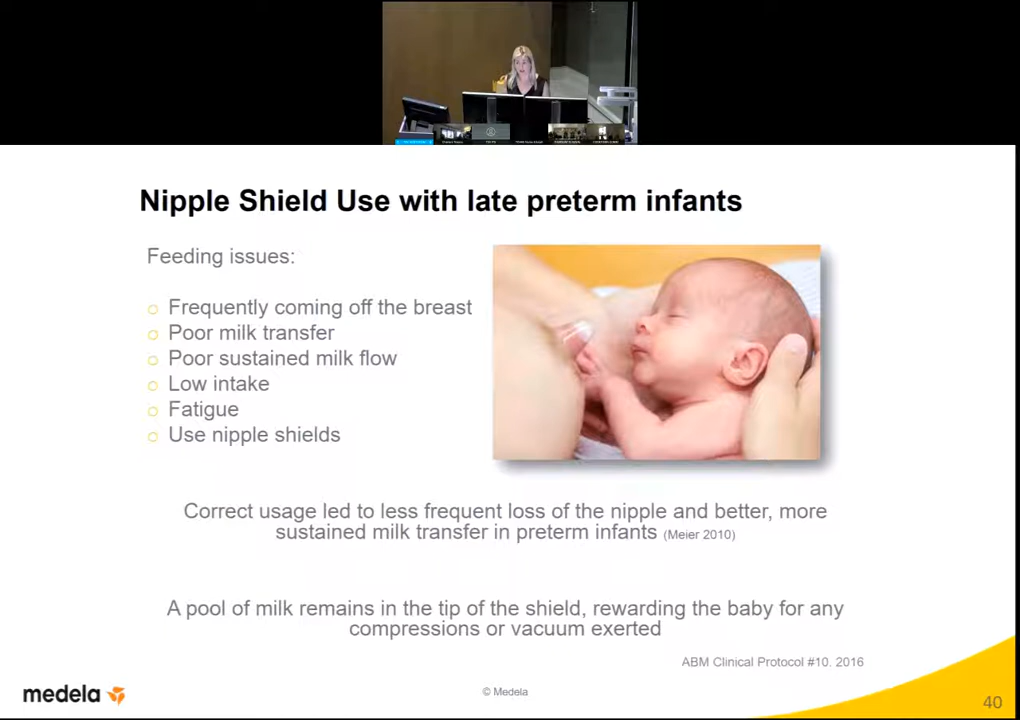 Nipple Shield Use with late preterm infants
Feeding issues:
Frequently coming off the breast
Poor milk transfer
Poor sustained milk flow
Low intake
Fatigue
Use nipple shields
Correct usage led to less frequent loss of the nipple and better, more
sustained milk transfer in preterm infants (Meier 2010)
A pool of milk remains in the tip of the shield, rewarding the baby for any
compressions or vacuum exerted
ABM Clinical Protocol #10. 2016
medela
© Medela
40